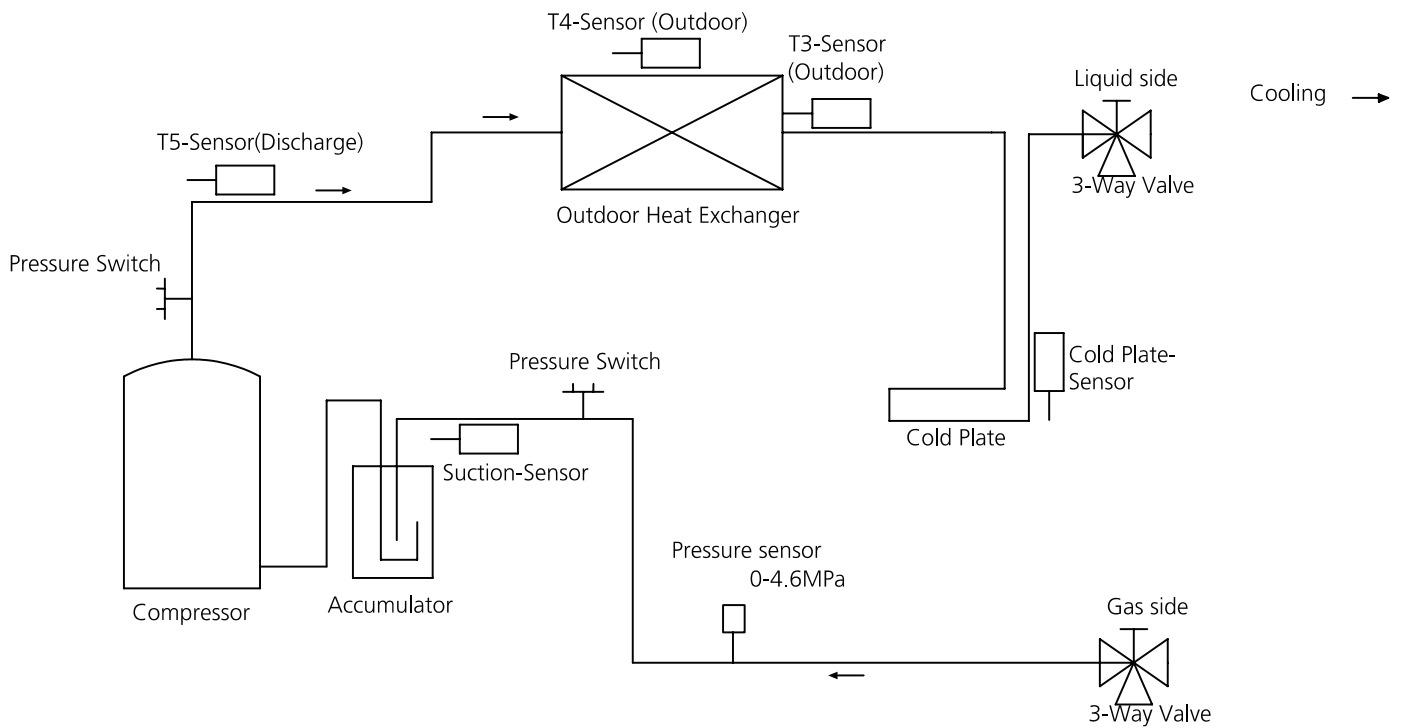 T4-Sensor (Outdoor)
T3-Sensor
(Outdoor)
Liquid side
Cooling
T5-Sensor(Discharge)
3-Way Valve
Outdoor Heat Exchanger
Pressure Switch
Pressure Switch
Cold Plate-
Sensor
Cold Plate
Suction-Sensor
Pressure sensor
0-4.6MPa
Compressor
Accumulator
Gas side
3-Way Valve